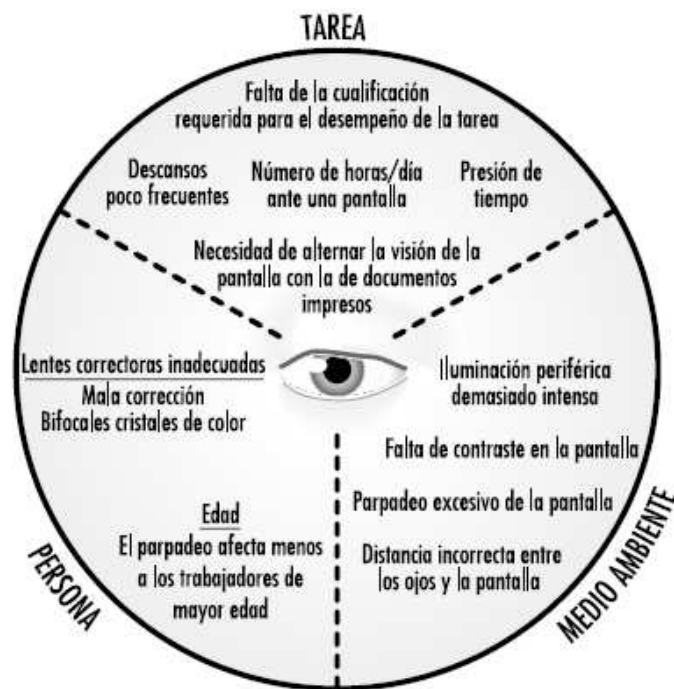 TAREA
Falta de la cualificación
requerida para el desempeño de la tarea
Descansos
poco frecuentes
Número de horas/día
ante una pantalla
Presión de
tiempo
Necesidad de alternar la visión de la
pantalla con la de documentos
impresos
Lentes correctoras inadecuadas
Mala corrección
Bifocales cristales de color
Edad
El parpadeo afecta menos
a los trabajadores de
mayor edad
PERSONA
Iluminación periférica
demasiado intensa
Falta de contraste en la pantalla
Parpadeo excesivo de la pantalla
Distancia incorrecta entre
los ojos y la pantalla
MEDIO AMBIENTE